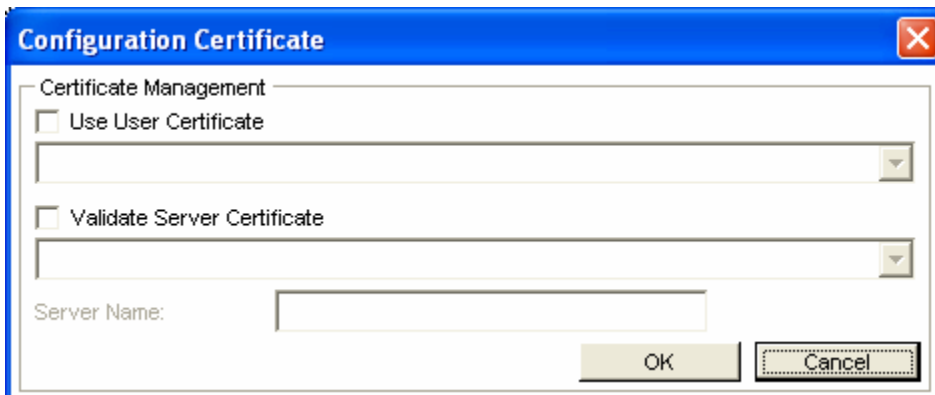 Configuration Certificate
Certificate Management
Use User Certificate
Validate Server Certificate
Server Name:
OK Cancel